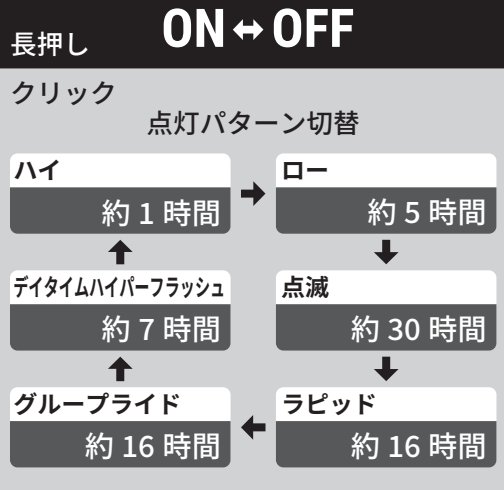 長押し ON ↔ OFF
クリック
点灯パターン切替
ハイ
約 1 時間
ロー
約 5 時間
デイタイムハイパーフラッシュ
約 7 時間
点滅
約 30 時間
グループライド
約 16 時間
ラピッド
約 16 時間